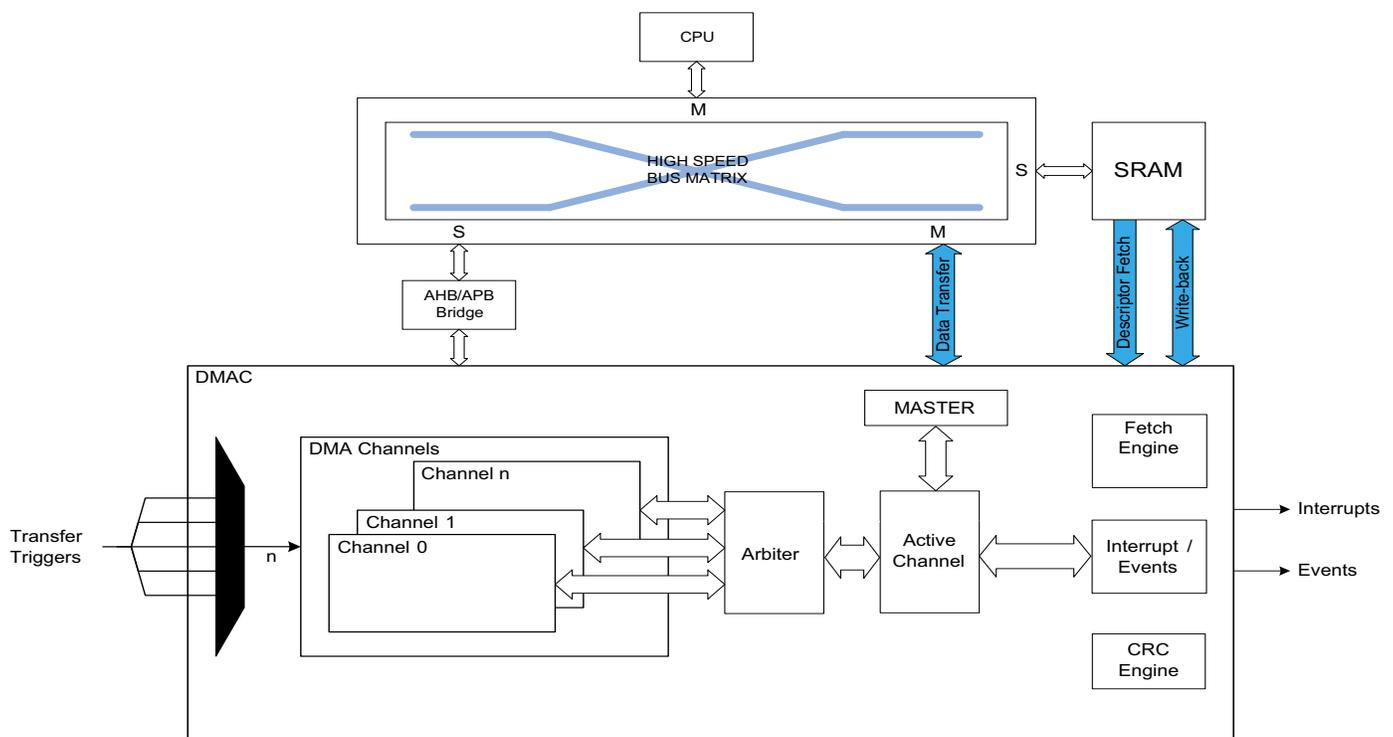 CPU
M
HIGH SPEED
BUS MATRIX
S
SRAM
S
M
AHB/APB
Bridge
Data Transfer
Descriptor Fetch
Write-back
DMAC
MASTER
Fetch
Engine
DMA Channels
Channel n
Channel 1
Channel 0
Transfer
Triggers
n
Arbiter
Active
Channel
Interrupt /
Events
Interrupts
Events
CRC
Engine